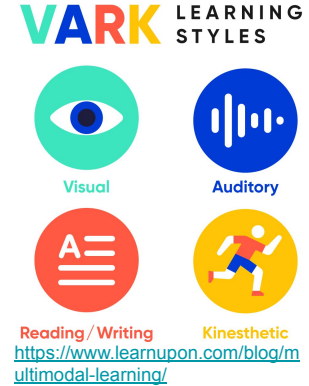 VARK LEARNING
STYLES
Visual
Auditory
A
Reading/Writing
Kinesthetic
https://www.learnupon.com/blog/m
ultimodal-learning/